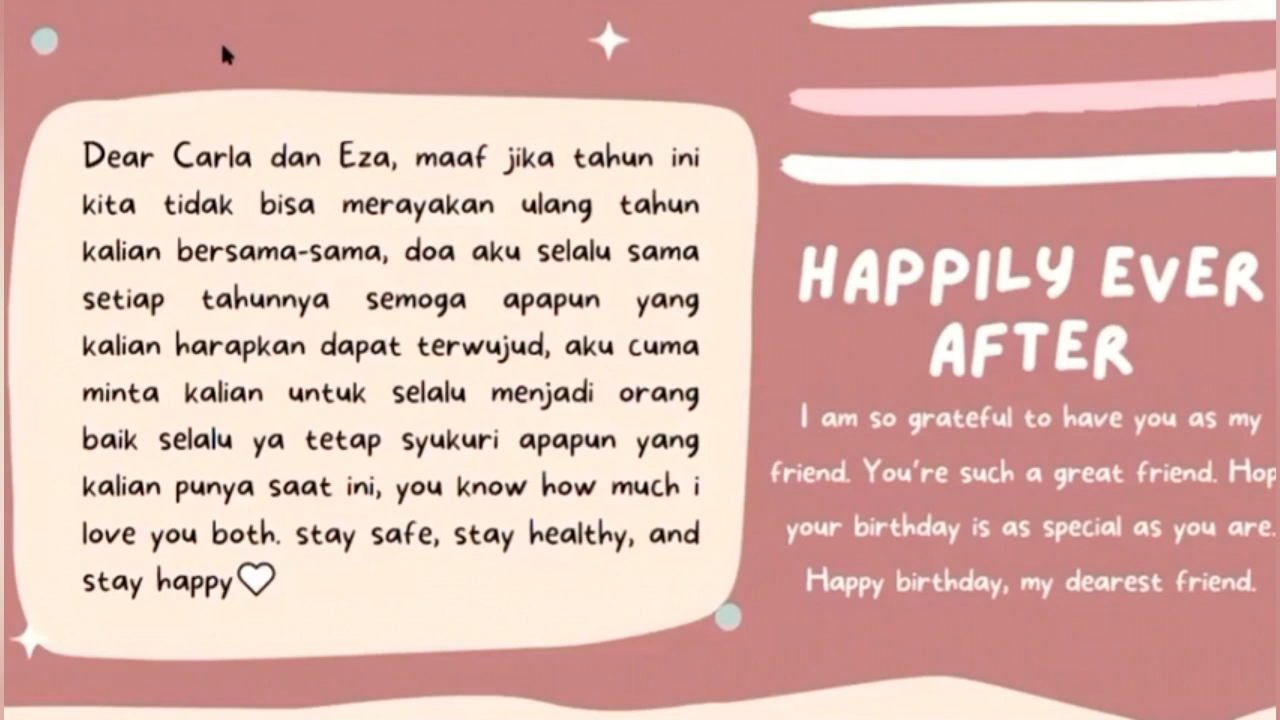 Dear Carla dan Eza, maaf jika tahun ini
kita tidak bisa merayakan ulang tahun
kalian bersama-sama, doa aku selalu sama
setiap tahunnya semoga apapun yang
kalian harapkan dapat terwujud, aku cuma
minta kalian untuk selalu menjadi orang
baik selalu ya tetap syukuri apapun yang
kalian punya saat ini, you know how much i
love you both. stay safe, stay healthy, and
stay happy♡
HAPPILY EVER
AFTER
I am so grateful to have you as my
friend. You're such a great friend.
your birthday is as special as you are.
Happy birthday, my dearest friend.